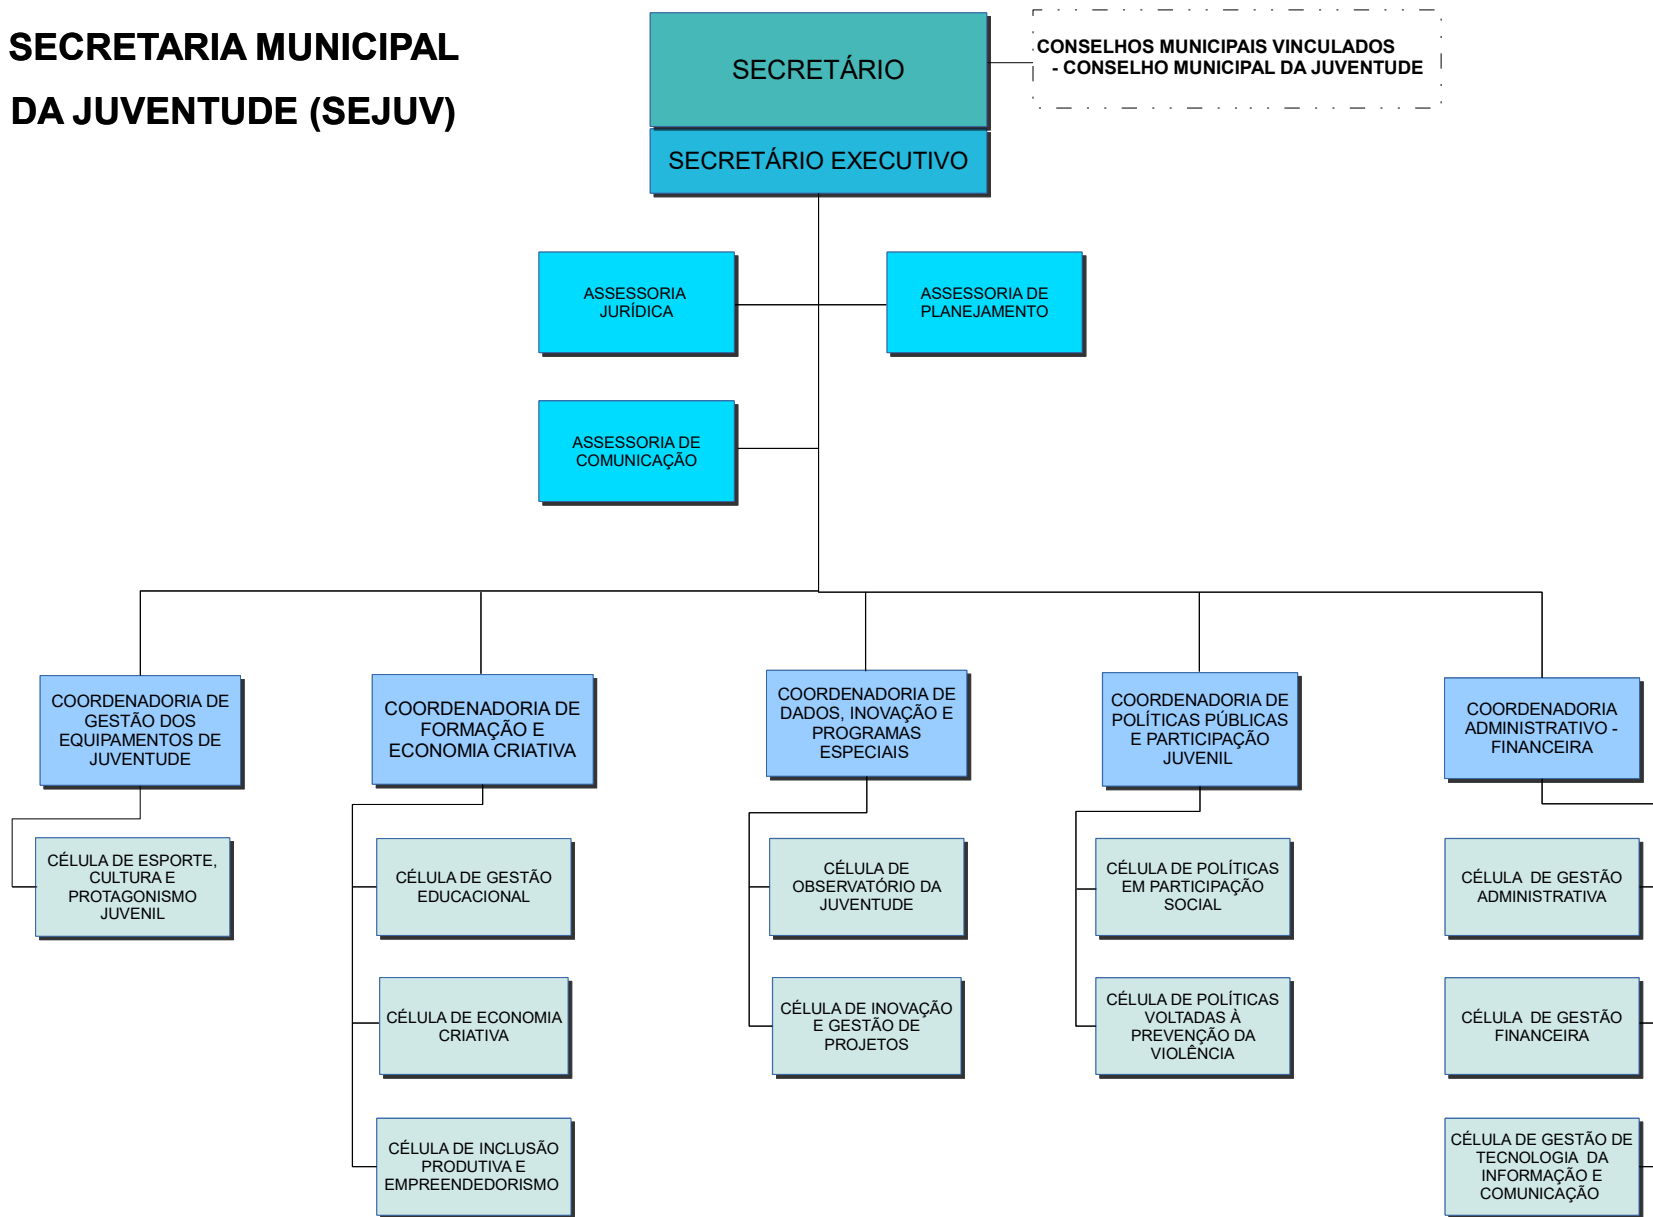 SECRETARIA MUNICIPAL
DA JUVENTUDE (SEJUV)
SECRETÁRIO
CONSELHOS MUNICIPAIS VINCULADOS
- CONSELHO MUNICIPAL DA JUVENTUDE
SECRETÁRIO EXECUTIVO
ASSESSORIA
JURÍDICA
ASSESSORIA DE
PLANEJAMENTO
ASSESSORIA DE
COMUNICAÇÃO
COORDENADORIA DE
GESTÃO DOS
EQUIPAMENTOS DE
JUVENTUDE
COORDENADORIA DE
FORMAÇÃO E
ECONOMIA CRIATIVA
COORDENADORIA DE
DADOS, INOVAÇÃO E
PROGRAMAS
ESPECIAIS
COORDENADORIA DE
POLÍTICAS PÚBLICAS
E PARTICIPAÇÃO
JUVENIL
COORDENADORIA
ADMINISTRATIVO -
FINANCEIRA
CÉLULA DE ESPORTE,
CULTURA E
PROTAGONISMO
JUVENIL
CÉLULA DE GESTÃO
EDUCACIONAL
CÉLULA DE
OBSERVATÓRIO DA
JUVENTUDE
CÉLULA DE POLÍTICAS
EM PARTICIPAÇÃO
SOCIAL
CÉLULA DE GESTÃO
ADMINISTRATIVA
CÉLULA DE ECONOMIA
CRIATIVA
CÉLULA DE INOVAÇÃO
E GESTÃO DE
PROJETOS
CÉLULA DE POLÍTICAS
VOLTADAS À
PREVENÇÃO DA
VIOLÊNCIA
CÉLULA DE GESTÃO
FINANCEIRA
CÉLULA DE INCLUSÃO
PRODUTIVA E
EMPREENDEDORISMO
CÉLULA DE GESTÃO DE
TECNOLOGIA DA
INFORMAÇÃO E
COMUNICAÇÃO